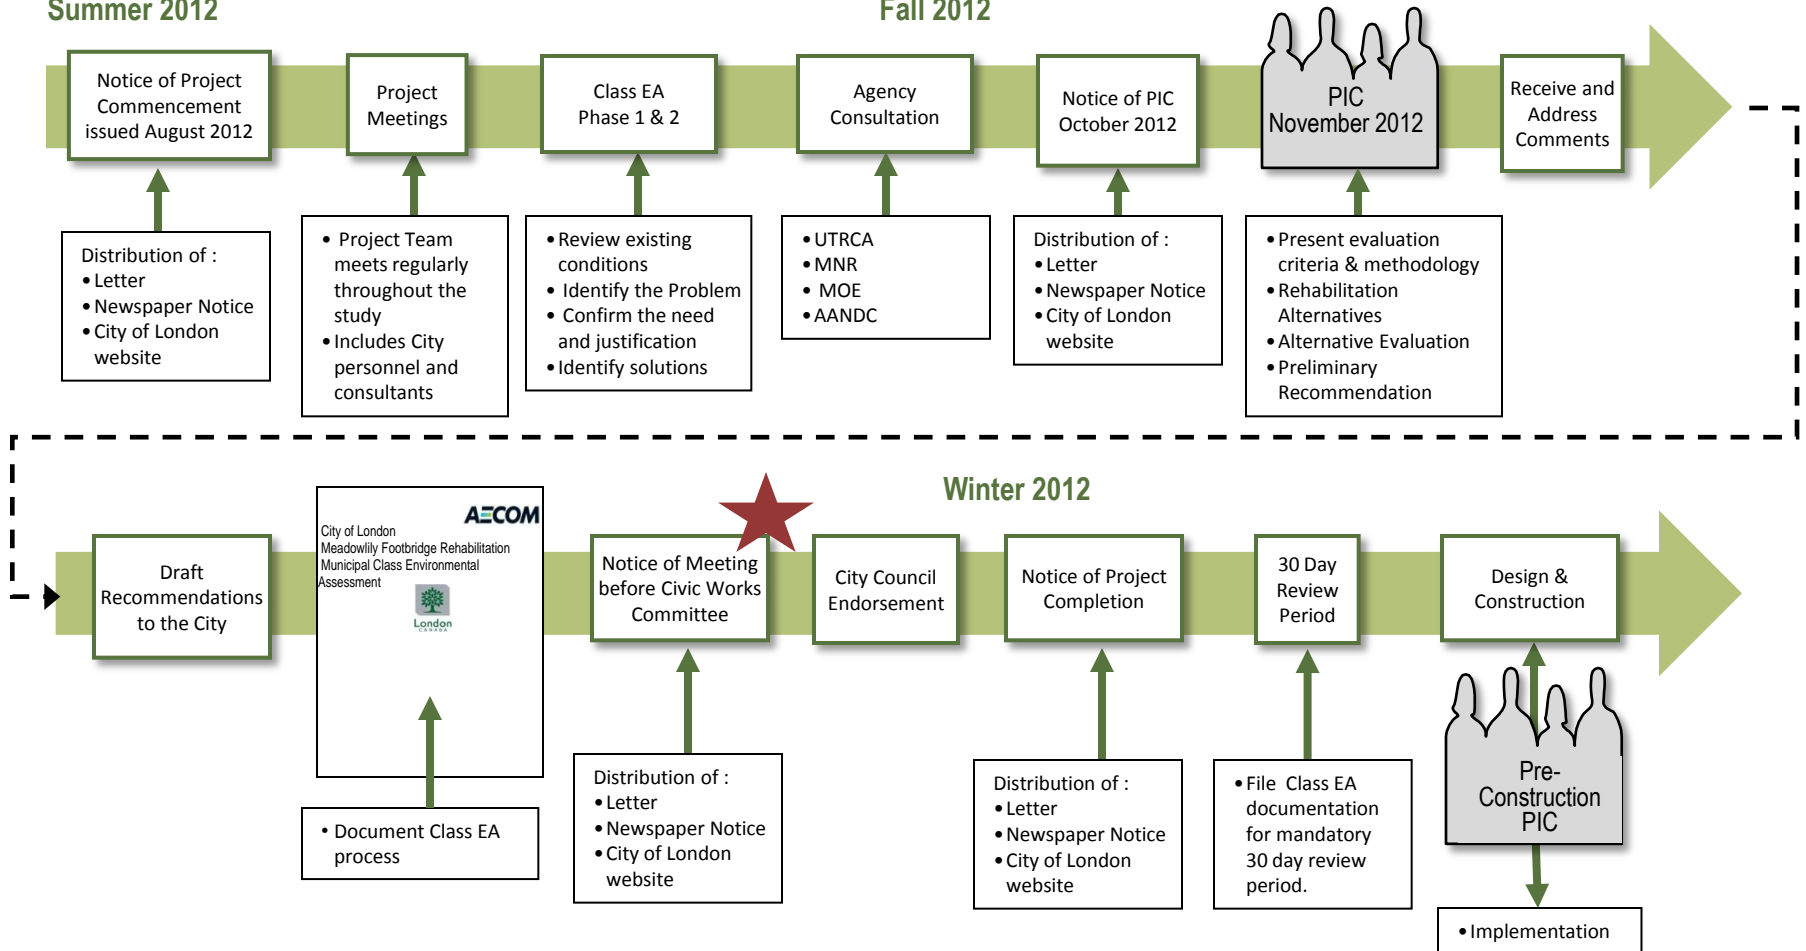 Summer 2012
Fall 2012
Notice of Project
Commencement
issued August 2012
Project
Meetings
Class EA
Phase 1 & 2
Agency
Consultation
Notice of PIC
October 2012
PIC
November 2012
Receive and
Address
Comments
Distribution of :
• Letter
• Newspaper Notice
• City of London
website
• Project Team
meets regularly
throughout the
study
• Includes City
personnel and
consultants
• Review existing
conditions
• Identify the Problem
• Confirm the need
and justification
• Identify solutions
• UTRCA
• MNR
• MOE
• AANDC
Distribution of :
• Letter
• Newspaper Notice
• City of London
website
• Present evaluation
criteria & methodology
• Rehabilitation
Alternatives
• Alternative Evaluation
• Preliminary
Recommendation
Winter 2012
Draft
Recommendations
to the City
AECOM
City of London
Meadowlily Footbridge Rehabilitation
Municipal Class Environmental
Assessment
London
CANADA
Notice of Meeting
before Civic Works
Committee
City Council
Endorsement
Notice of Project
Completion
30 Day
Review
Period
Design &
Construction
• Document Class EA
process
Distribution of :
• Letter
• Newspaper Notice
• City of London
website
Distribution of :
• Letter
• Newspaper Notice
• City of London
website
• File Class EA
documentation
for mandatory
30 day review
period.
Pre-
Construction
PIC
• Implementation